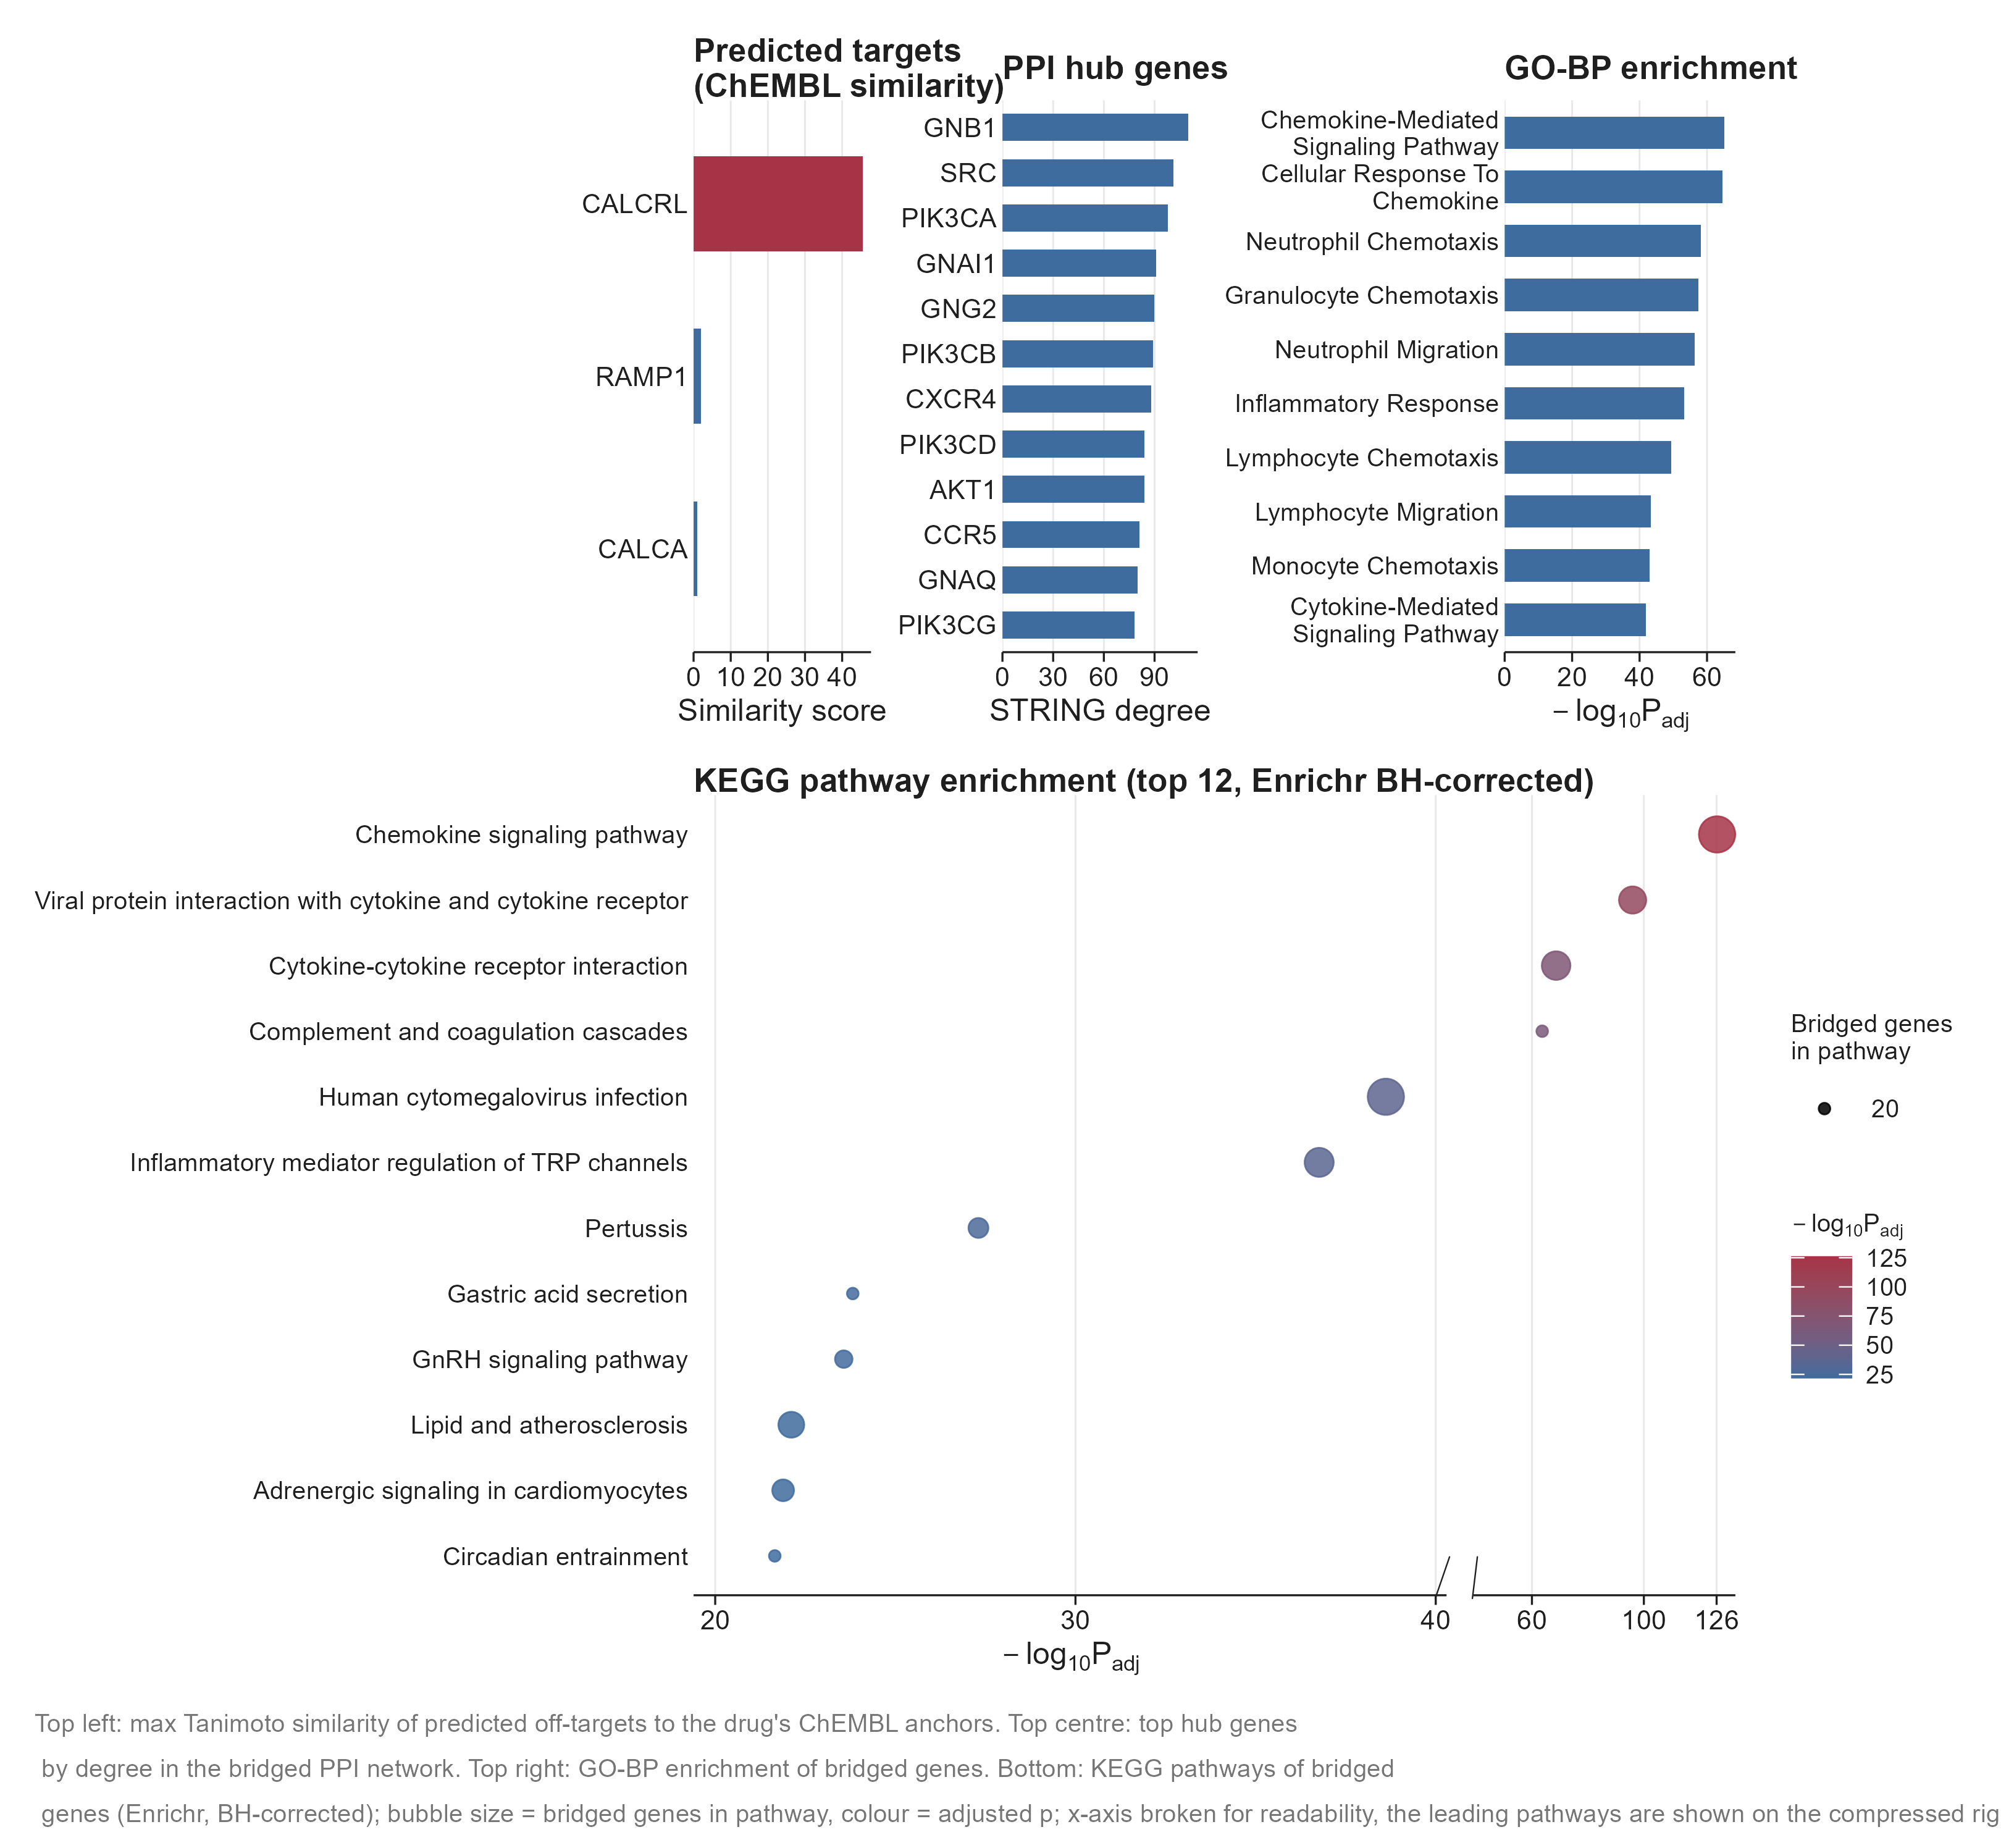 Predicted targets
(ChEMBL similarity)
CALCRL
RAMP1
CALCA
0 10 20 30 40
Similarity score
PPI hub genes
GNB1
SRC
PIK3CA
GNAI1
GNG2
PIK3CB
CXCR4
PIK3CD
AKT1
CCR5
GNAQ
PIK3CG
0 30 60 90
STRING degree
GO-BP enrichment
Chemokine-Mediated
Signaling Pathway
Cellular Response To
Chemokine
Neutrophil Chemotaxis
Granulocyte Chemotaxis
Neutrophil Migration
Inflammatory Response
Lymphocyte Chemotaxis
Lymphocyte Migration
Monocyte Chemotaxis
Cytokine-Mediated
Signaling Pathway
0 20 40 60
− log10Padj
KEGG pathway enrichment (top 12, Enrichr BH-corrected)
Chemokine signaling pathway
Viral protein interaction with cytokine and cytokine receptor
Cytokine-cytokine receptor interaction
Complement and coagulation cascades
Human cytomegalovirus infection
Inflammatory mediator regulation of TRP channels
Pertussis
Gastric acid secretion
GnRH signaling pathway
Lipid and atherosclerosis
Adrenergic signaling in cardiomyocytes
Circadian entrainment
20 30 40 60 100 126
− log10Padj
Bridged genes
in pathway
20
− log10Padj
125
100
75
50
25
Top left: max Tanimoto similarity of predicted off-targets to the drug's ChEMBL anchors. Top centre: top hub genes
by degree in the bridged PPI network. Top right: GO-BP enrichment of bridged genes. Bottom: KEGG pathways of bridged
genes (Enrichr, BH-corrected); bubble size = bridged genes in pathway, colour = adjusted p; x-axis broken for readability, the leading pathways are shown on the compressed rig